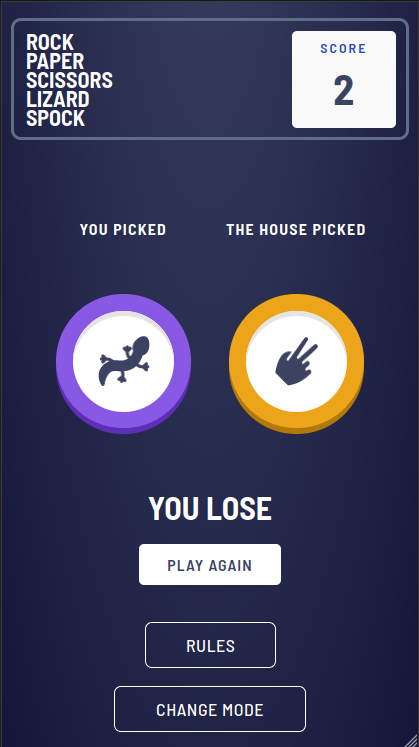 ROCK
PAPER
SCISSORS
LIZARD
SPOCK
SCORE
2
YOU PICKED
THE HOUSE PICKED
YOU LOSE
PLAY AGAIN
RULES
CHANGE MODE